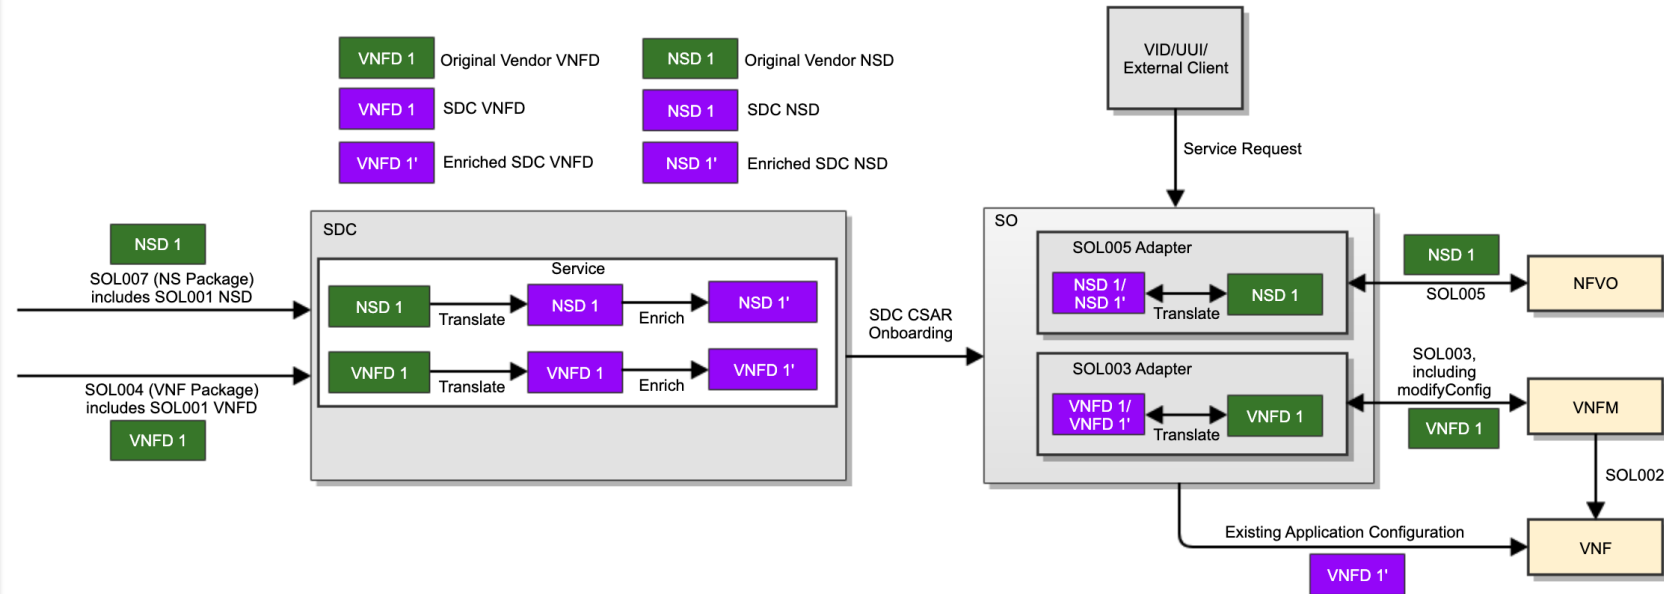 VNFD 1
Original Vendor VNFD
NSD 1
Original Vendor NSD
VNFD 1
SDC VNFD
NSD 1
SDC NSD
VNFD 1'
Enriched SDC VNFD
NSD 1'
Enriched SDC NSD
VID/UUI/
External Client
Service Request
NSD 1
SOL007 (NS Package)
includes SOL001 NSD
SOL004 (VNF Package)
includes SOL001 VNFD
VNFD 1
SDC
Service
NSD 1
Translate
NSD 1
Enrich
NSD 1'
VNFD 1
Translate
VNFD 1
Enrich
VNFD 1'
SDC CSAR
Onboarding
SO
SOL005 Adapter
NSD 1/
NSD 1'
Translate
NSD 1
SOL003 Adapter
VNFD 1/
VNFD 1'
Translate
VNFD 1
NSD 1
SOL005
NFVO
SOL003,
including
modifyConfig
VNFD 1
VNFM
SOL002
Existing Application Configuration
VNFD 1'
VNF